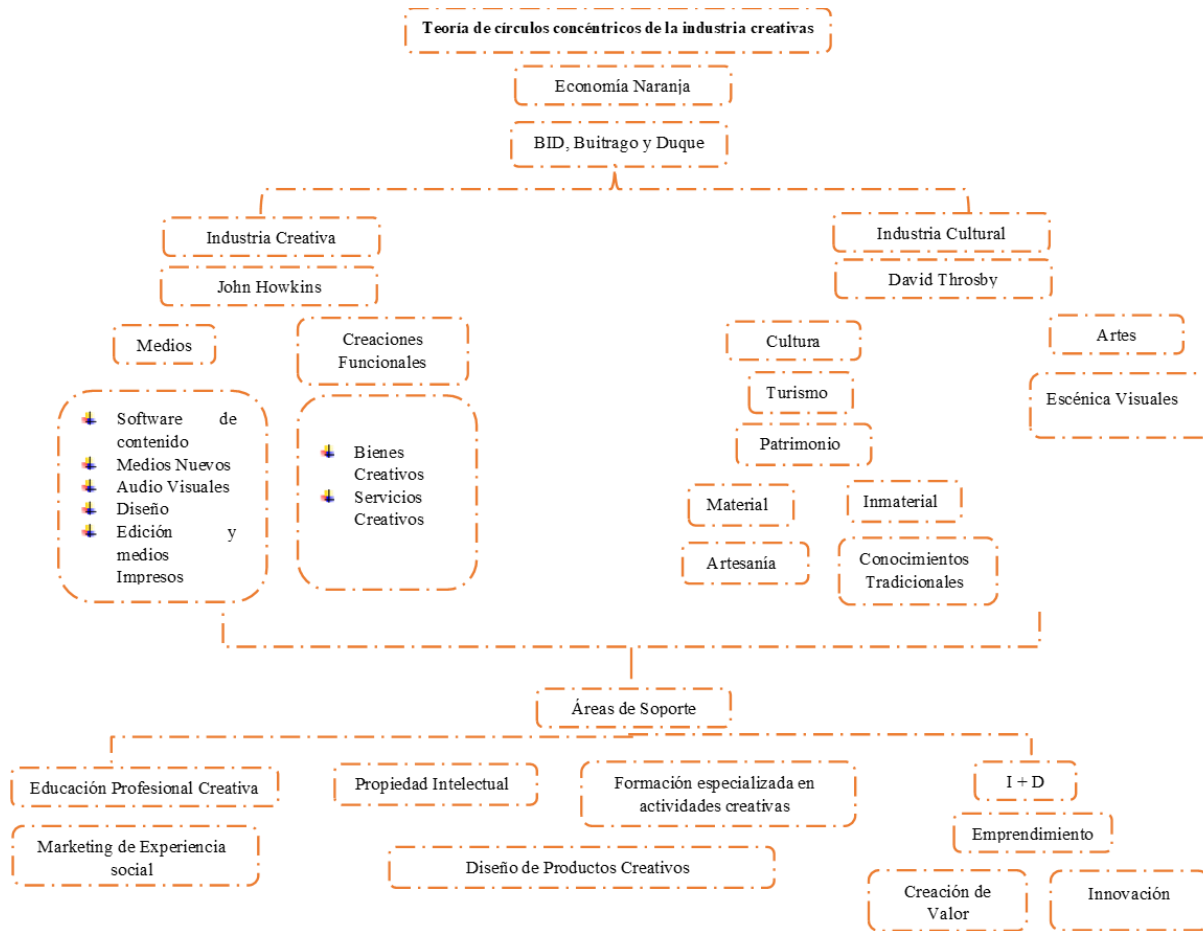 Teoría de círculos concéntricos de la industria creativas
Economía Naranja
BID, Buitrago y Duque
Industria Creativa
Industria Cultural
John Howkins
David Throsby
Medios
Creaciones
Funcionales
Cultura
Artes
Turismo
Escénica Visuales
Patrimonio
Software de
contenido
Medios Nuevos
Audio Visuales
Diseño
Edición y
medios
Impresos
Bienes
Creativos
Servicios
Creativos
Material
Inmaterial
Artesanía
Conocimientos
Tradicionales
Áreas de Soporte
Educación Profesional Creativa
Propiedad Intelectual
Formación especializada en
actividades creativas
I + D
Emprendimiento
Marketing de Experiencia
social
Diseño de Productos Creativos
Creación de
Valor
Innovación